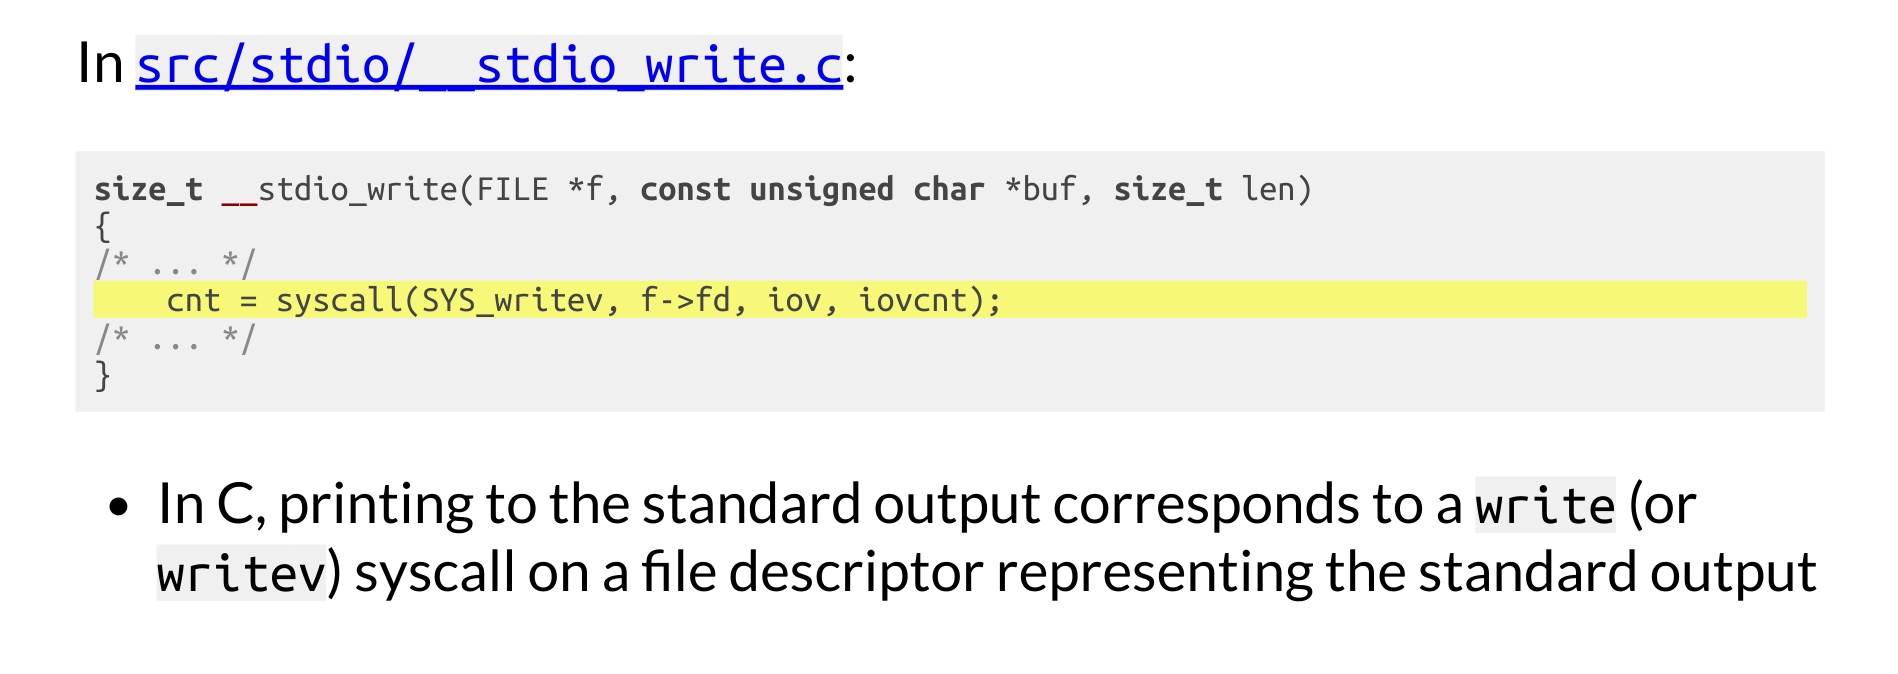 In src/stdio/__stdio_write.c:
size_t __stdio_write(FILE *f, const unsigned char *buf, size_t len)
{
/* ... */
    cnt = syscall(SYS_writev, f->fd, iov, iovcnt);
/* ... */
}
• In C, printing to the standard output corresponds to a write (or
writev) syscall on a file descriptor representing the standard output